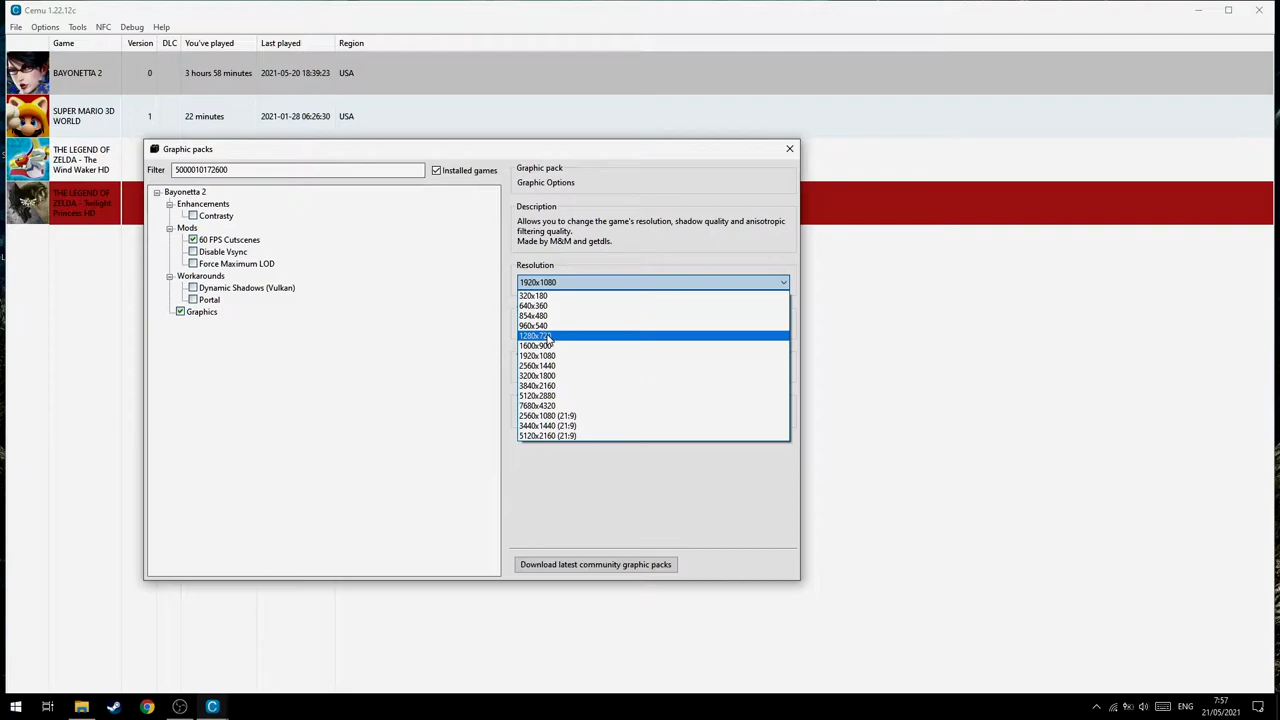 Cemu 1.22.12c
File Options Tools NFC Debug Help
Game Version DLC You've played Last played Region
BAYONETTA 2 0 3 hours 58 minutes 2021-05-20 18:39:23 USA
SUPER MARIO 3D
WORLD
1 22 minutes 2021-01-28 06:26:30 USA
THE LEGEND OF
ZELDA - The
Wind Waker HD
THE LEGEND OF
ZELDA - Twilight
Princess HD
Graphic packs
Filter 5000010172600 Installed games
Bayonetta 2
Enhancements
Contrasty
Mods
60 FPS Cutscenes
Disable Vsync
Force Maximum LOD
Workarounds
Dynamic Shadows (Vulkan)
Portal
Graphics
Graphic pack
Graphic Options
Description
Allows you to change the game's resolution, shadow quality and anisotropic
filtering quality.
Made by M&M and getdls.
Resolution
1920x1080
320x180
640x360
854x480
960x540
1280x720
1600x900
1920x1080
2560x1440
3200x1800
3840x2160
5120x2880
7680x4320
2560x1080 (21:9)
3440x1440 (21:9)
5120x2160 (21:9)
Download latest community graphic packs
ENG
7:57
21/05/2021